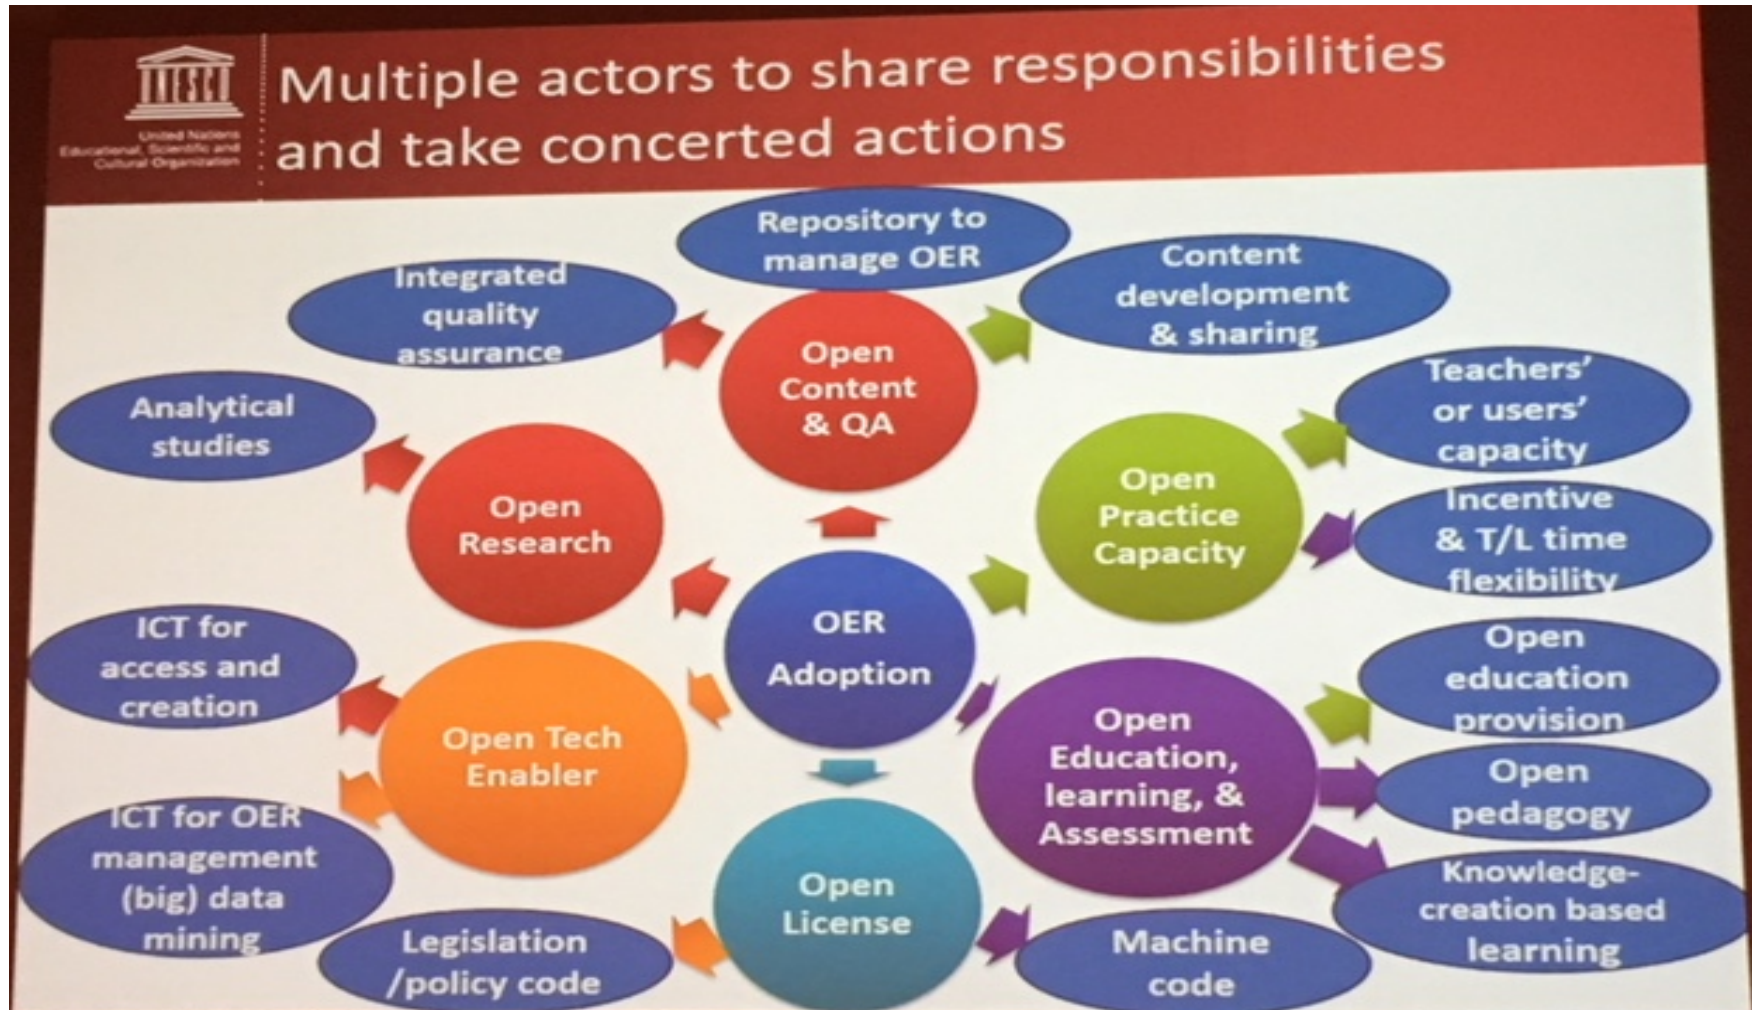 UNESCO
United Nations
Educational, Scientific and
Cultural Organization
Multiple actors to share responsibilities
and take concerted actions
Repository to
manage OER
Integrated
quality
assurance
Content
development
& sharing
Open
Content
& QA
Analytical
studies
Teachers’
or users’
capacity
Open
Research
Open
Practice
Capacity
Incentive
& T/L time
flexibility
OER
Adoption
ICT for
access and
creation
Open
education
provision
Open Tech
Enabler
Open
Education,
learning, &
Assessment
Open
pedagogy
ICT for OER
management
(big) data
mining
Open
License
Knowledge-
creation based
learning
Legislation
/policy code
Machine
code